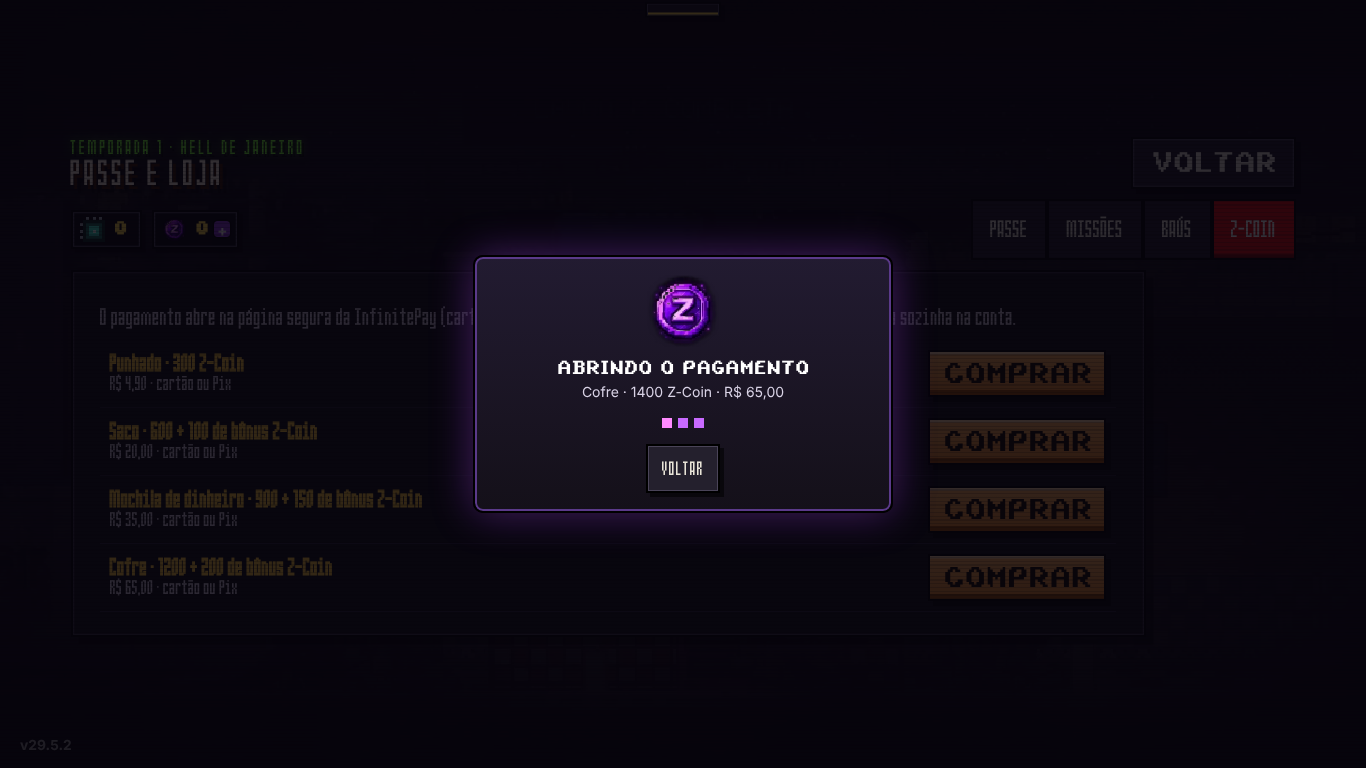 TEMPORADA 1 · HELL DE JANEIRO
PASSE E LOJA
VOLTAR
0
Z 0 +
PASSE
MISSÕES
BAÚS
Z-COIN
O pagamento abre na página segura da InfinitePay (cart
sozinha na conta.
Z
ABRINDO O PAGAMENTO
Cofre · 1400 Z-Coin · R$ 65,00
VOLTAR
Punhado · 300 Z-Coin
R$ 4,90 · cartão ou Pix
COMPRAR
Saco · 600 + 100 de bônus Z-Coin
R$ 20,00 · cartão ou Pix
COMPRAR
Mochila de dinheiro · 900 + 150 de bônus Z-Coin
R$ 35,00 · cartão ou Pix
COMPRAR
Cofre · 1200 + 200 de bônus Z-Coin
R$ 65,00 · cartão ou Pix
COMPRAR
v29.5.2